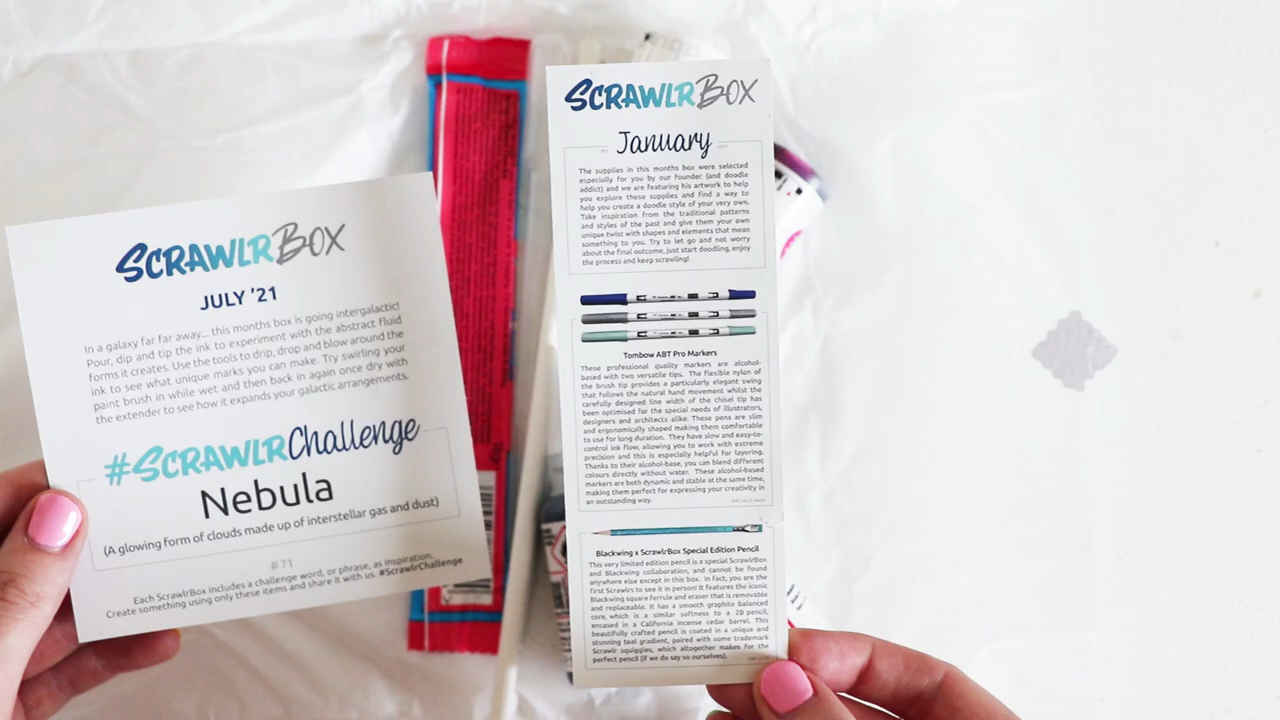 SCRAWLRBOX
JULY '21
In a galaxy far far away... this months box is going intergalactic!
Pour, dip and tip the ink to experiment with the abstract fluid
forms it creates. Use the tools to drip, drop and blow around the
ink to see what unique marks you can make. Try swirling your
paint brush in while wet and then back in again once dry with
the extender to see how it expands your galactic arrangements.
#SCRAWLRChallenge
Nebula
(A glowing form of clouds made up of interstellar gas and dust)
#71
Each ScrawlrBox includes a challenge word, or phrase, as inspiration.
Create something using only these items and share it with us. #ScrawlrChallenge
SCRAWLRBOX
January
The supplies in this months box were selected
especially for you by our founder (and doodle
addict) and we are featuring his artwork to help
you explore these supplies and find a way to
help you create a doodle style of your very own.
Take inspiration from the traditional patterns
and styles of the past and give them your own
unique twist with shapes and elements that mean
something to you. Try to let go and not worry
about the final outcome, just start doodling, enjoy
the process and keep scrawling!
Tombow ABT Pro Markers
These professional quality markers are alcohol-
based with two versatile tips. The flexible nylon of
the brush tip provides a particularly elegant swing
that follows the natural hand movement whilst the
carefully designed line width of the chisel tip has
been optimised for the special needs of illustrators,
designers and architects alike. These pens are slim
and ergonomically shaped making them comfortable
to use for long duration. They have slow and easy-to-
control ink flow, allowing you to work with extreme
precision and this is especially helpful for layering.
Thanks to their alcohol-base, you can blend different
colours directly without water. These alcohol-based
markers are both dynamic and stable at the same time,
making them perfect for expressing your creativity in
an outstanding way.
Blackwing x ScrawlrBox Special Edition Pencil
This very limited edition pencil is a special ScrawlrBox
and Blackwing collaboration, and cannot be found
anywhere else except in this box. In fact, you are the
first Scrawlrs to see it in person! It features the iconic
Blackwing square ferrule and eraser that is removable
and replaceable. It has a smooth graphite balanced
core, which is a similar softness to a 2B pencil,
encased in a California incense cedar barrel. This
beautifully crafted pencil is coated in a unique and
stunning teal gradient, paired with some trademark
Scrawlr squiggles, which altogether makes for the
perfect pencil (if we do say so ourselves).